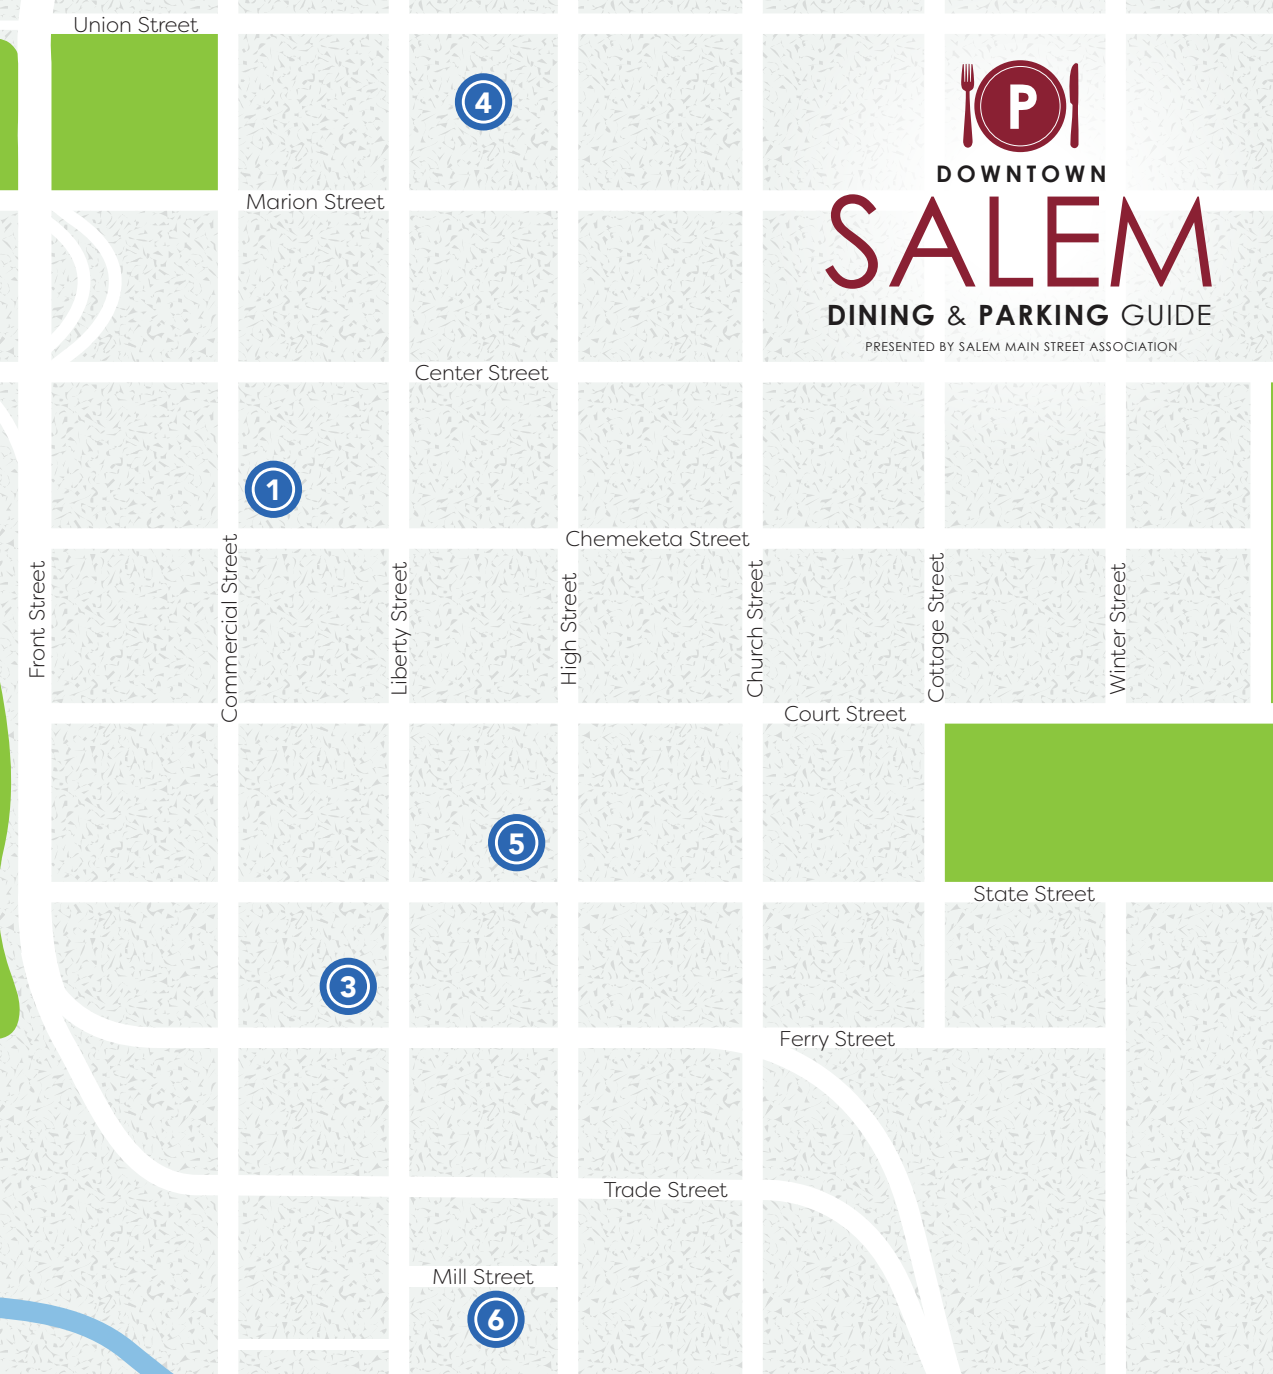 Union Street
4
P
DOWNTOWN
SALEM
DINING & PARKING GUIDE
PRESENTED BY SALEM MAIN STREET ASSOCIATION
Marion Street
Center Street
1
Chemeketa Street
Front Street
Commercial Street
Liberty Street
High Street
Church Street
Cottage Street
Winter Street
Court Street
5
State Street
3
Ferry Street
Trade Street
Mill Street
6